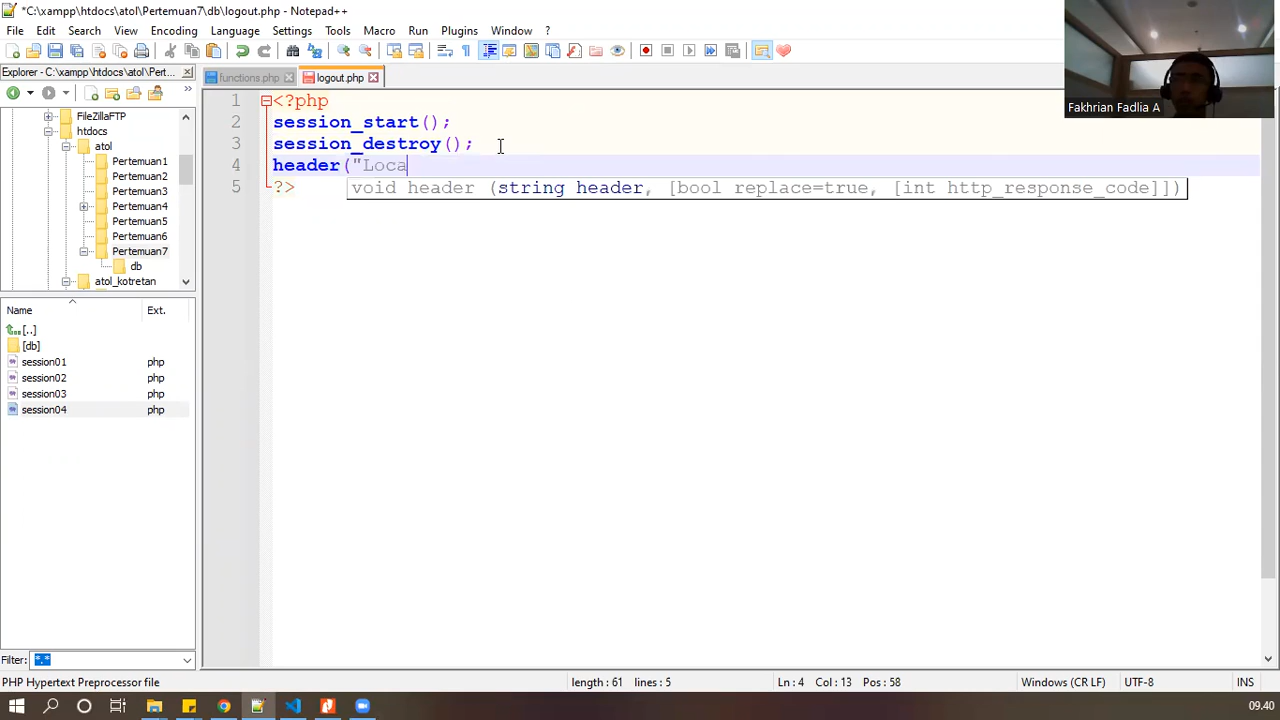 *C:\xampp\htdocs\atol\Pertemuan7\db\logout.php - Notepad++
File Edit Search View Encoding Language Settings Tools Macro Run Plugins Window ?
Explorer - C:\xampp\htdocs\atol\Pert...
functions.php logout.php
Fakhrian Fadlia A
FileZillaFTP
htdocs
atol
Pertemuan1
Pertemuan2
Pertemuan3
Pertemuan4
Pertemuan5
Pertemuan6
Pertemuan7
db
atol_kotretan
Name Ext.
[..]
[db]
session01 php
session02 php
session03 php
session04 php
Filter: *.*
1 <?php
2 session_start();
3 session_destroy();
4 header("Loca
5 ?>
void header (string header, [bool replace=true, [int http_response_code]])
PHP Hypertext Preprocessor file length : 61 lines : 5 Ln : 4 Col : 13 Pos : 58 Windows (CR LF) UTF-8 INS
09.40